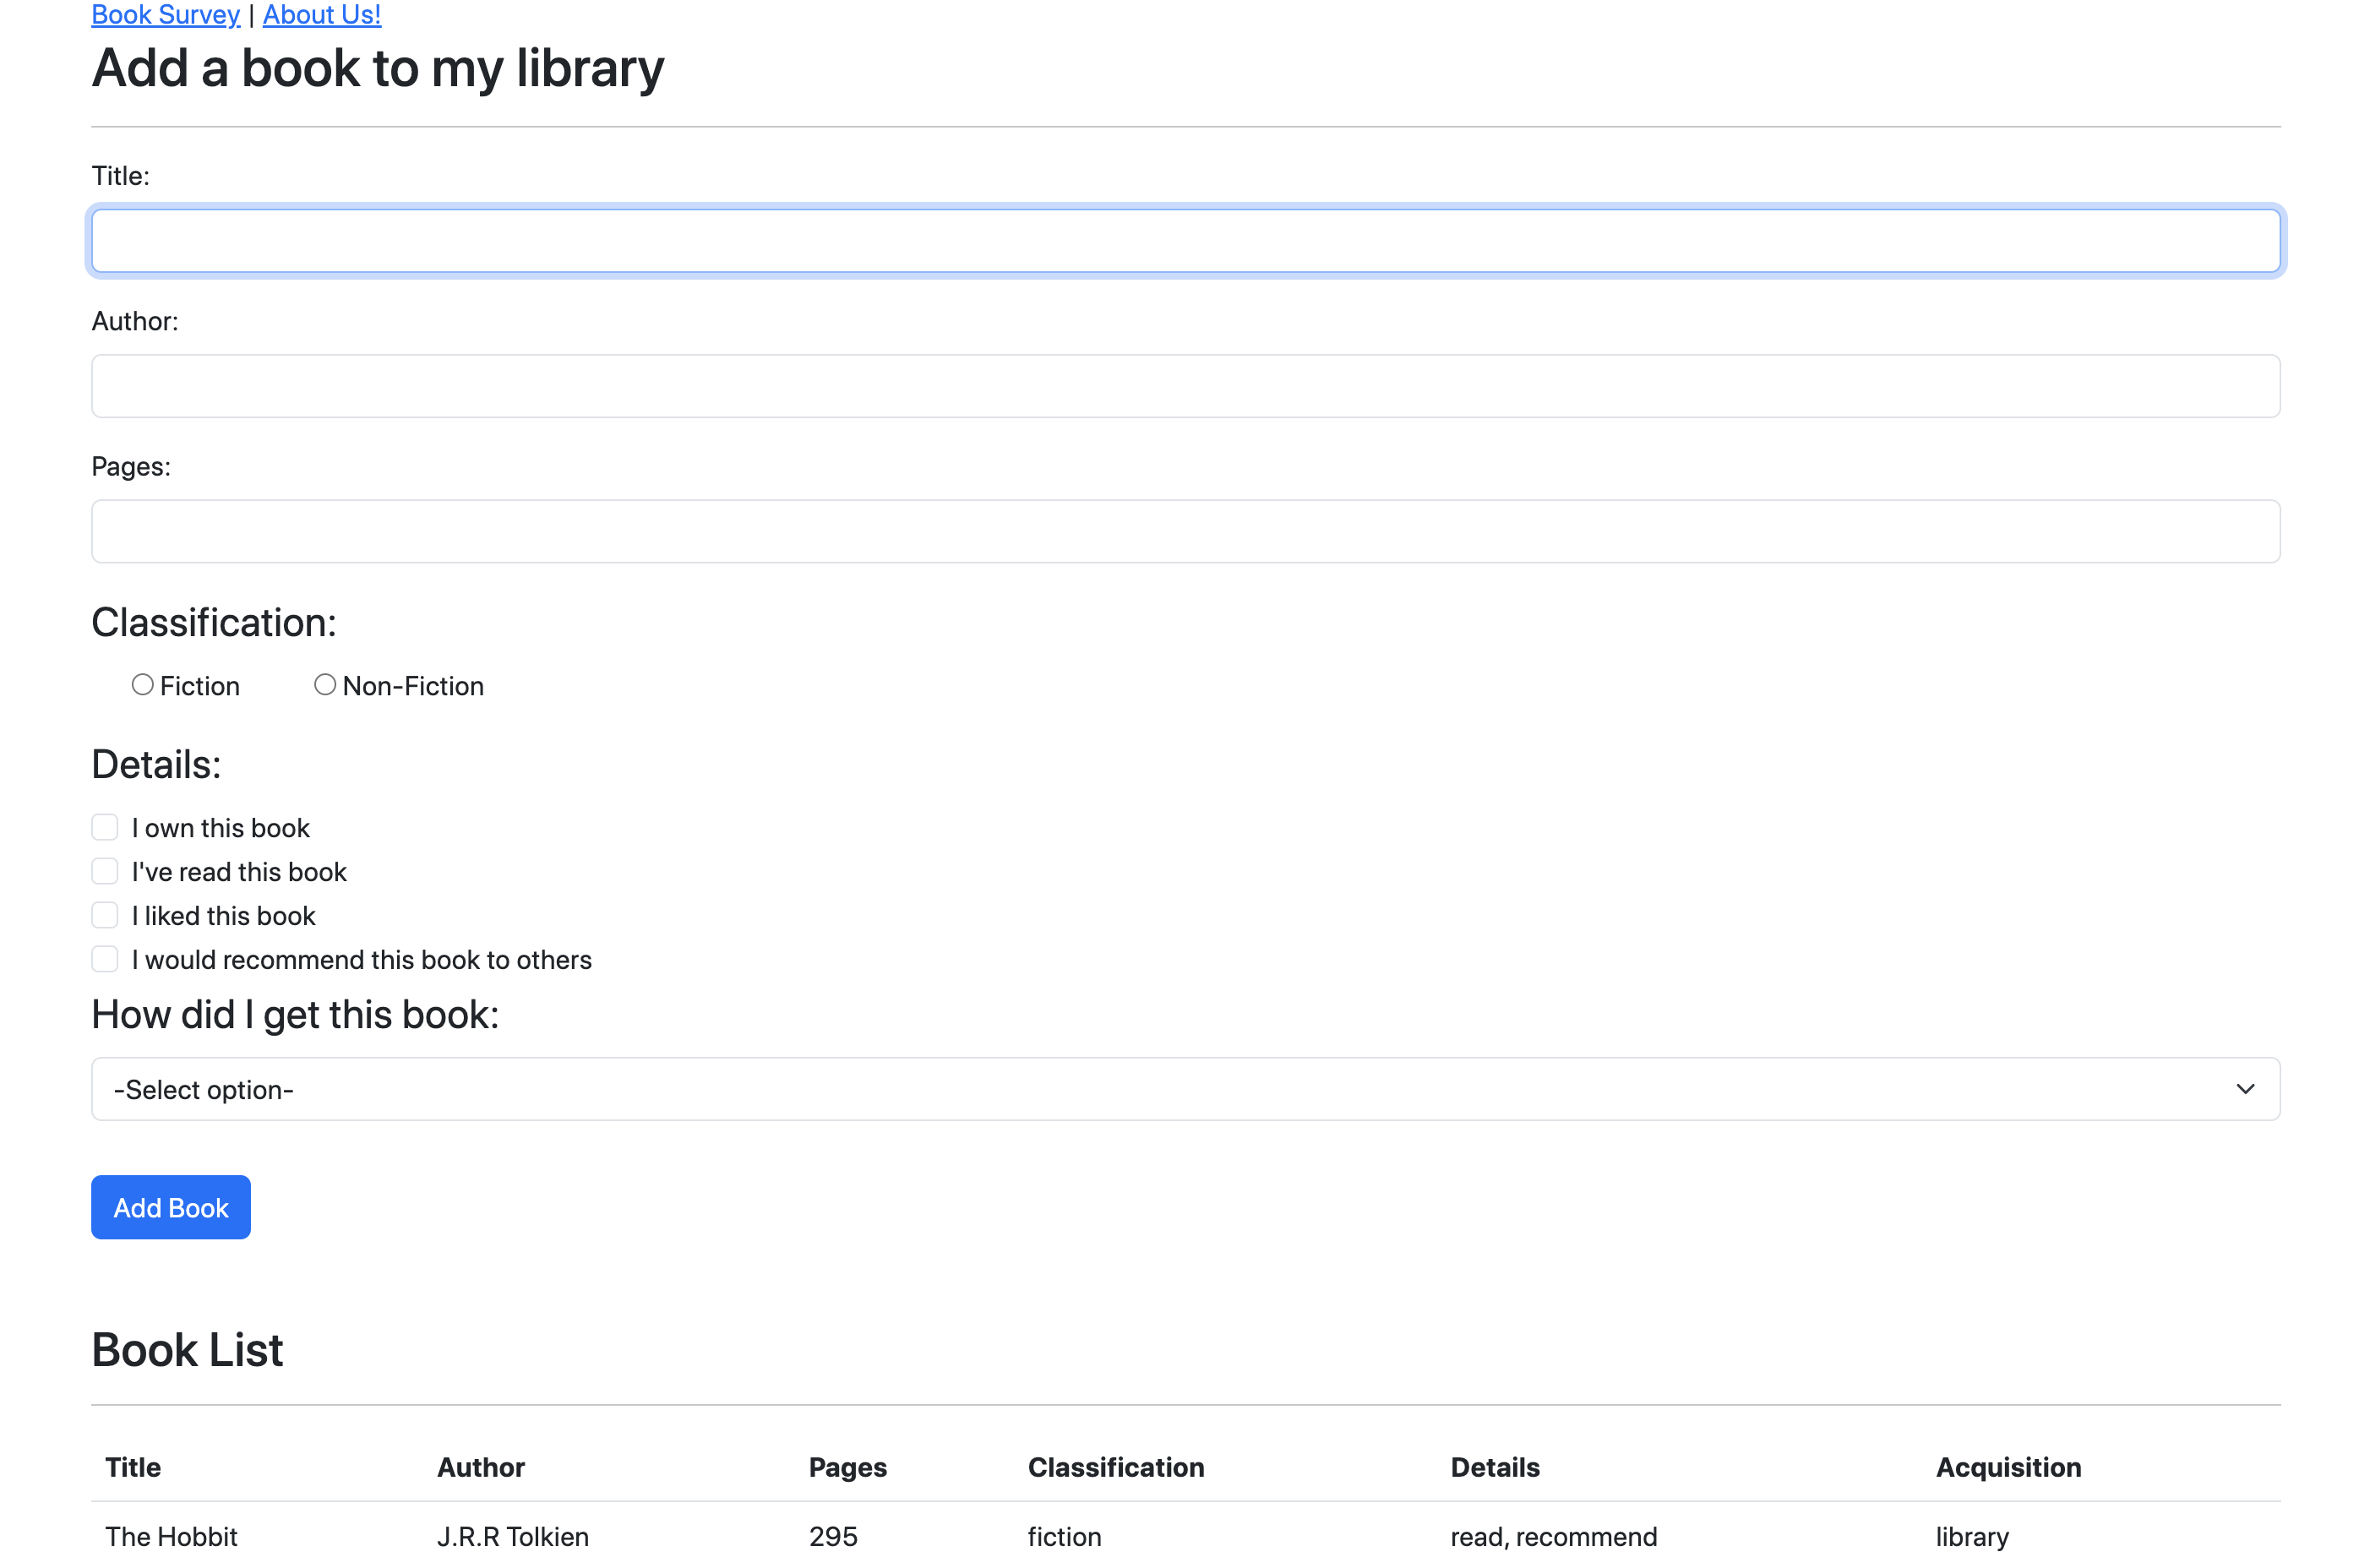 Book Survey | About Us!
Add a book to my library
Title:
Author:
Pages:
Classification:
Fiction Non-Fiction
Details:
I own this book
I've read this book
I liked this book
I would recommend this book to others
How did I get this book:
-Select option-
Add Book
Book List
Title Author Pages Classification Details Acquisition
The Hobbit J.R.R Tolkien 295 fiction read, recommend library